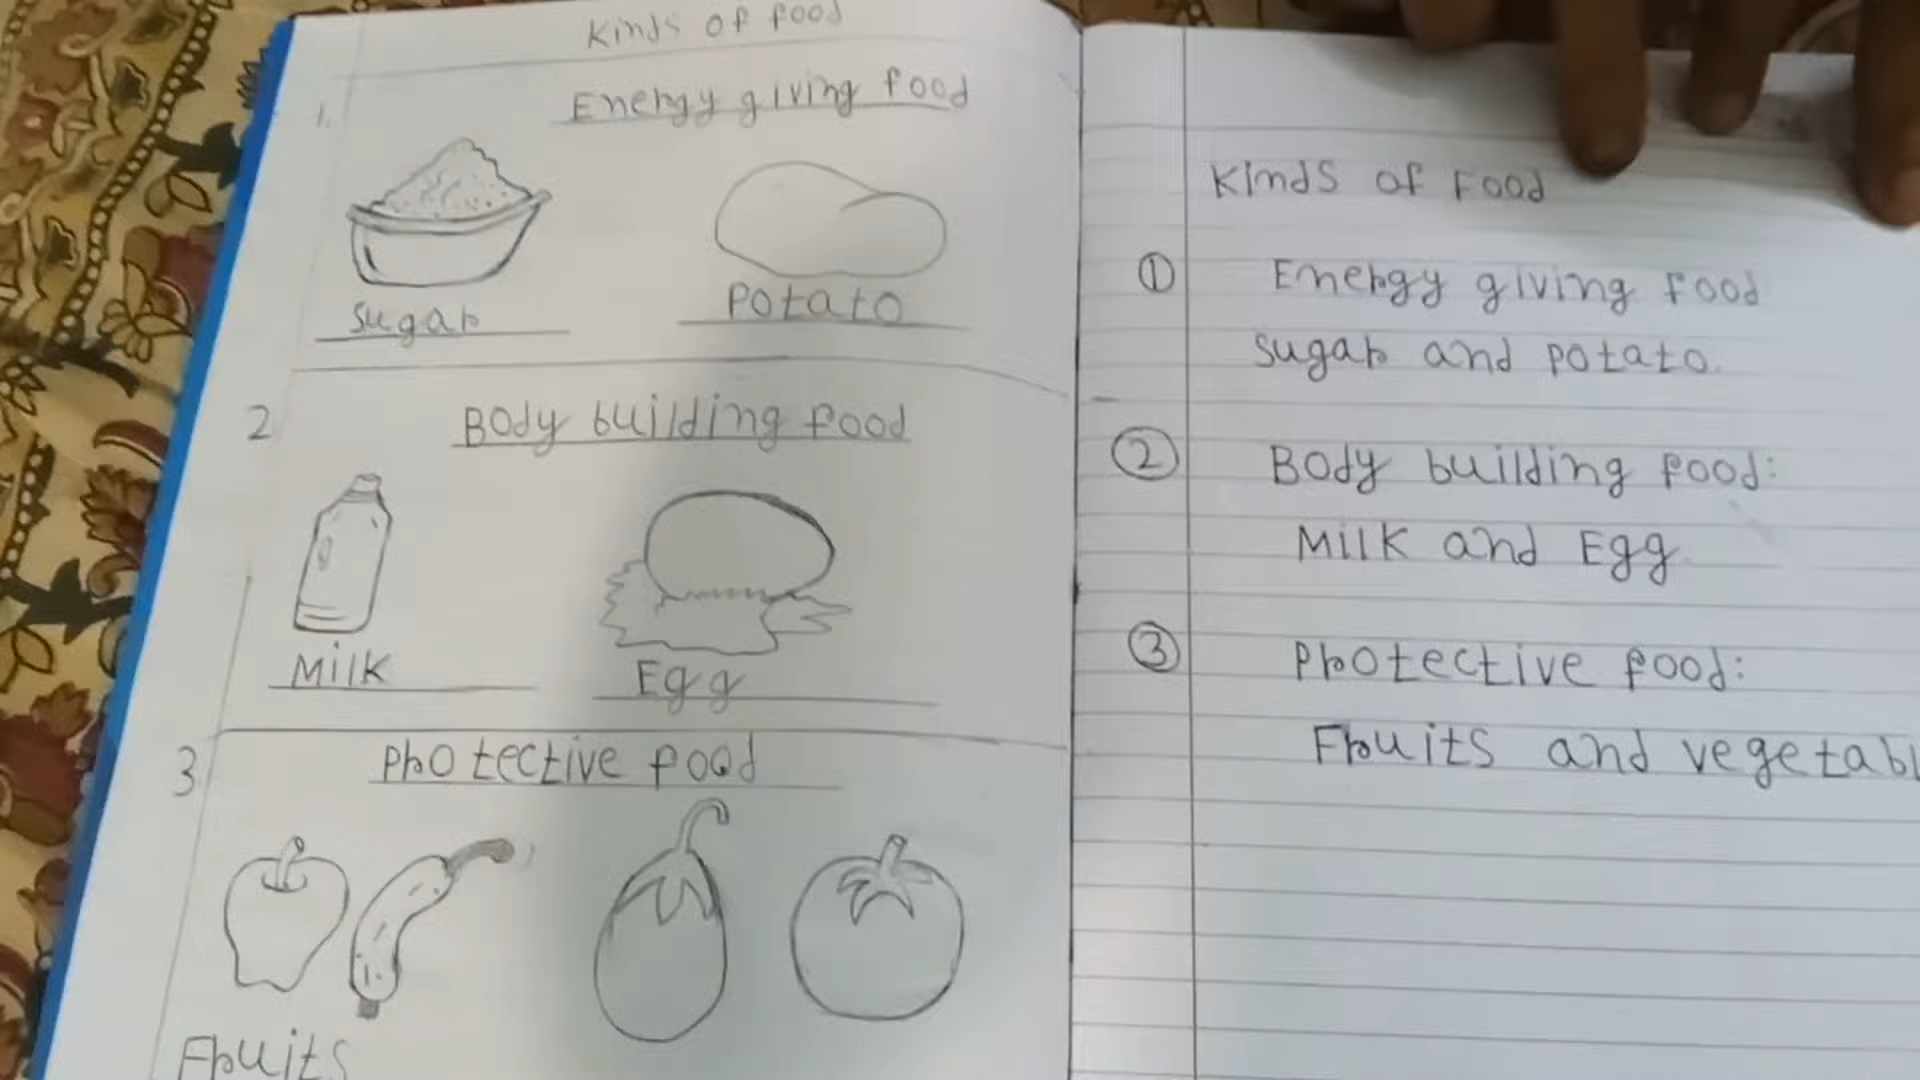 Kinds of food
1. Energy giving food
Sugar
Potato
2 Body building food
Milk
Egg
3 Protective food
Fruits
Kinds of Food
① Energy giving food
Sugar and potato.
② Body building food:
Milk and Egg
③ Protective food:
Fruits and vegetabl